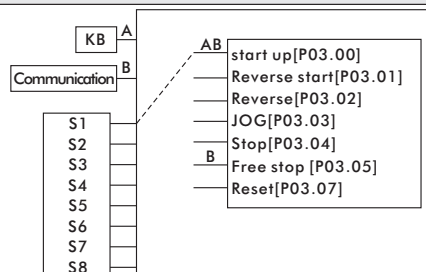 KB
A
Communication
B
S1
S2
S3
S4
S5
S6
S7
S8
AB
start up[P03.00]
Reverse start[P03.01]
Reverse[P03.02]
JOG[P03.03]
Stop[P03.04]
B
Free stop [P03.05]
Reset[P03.07]